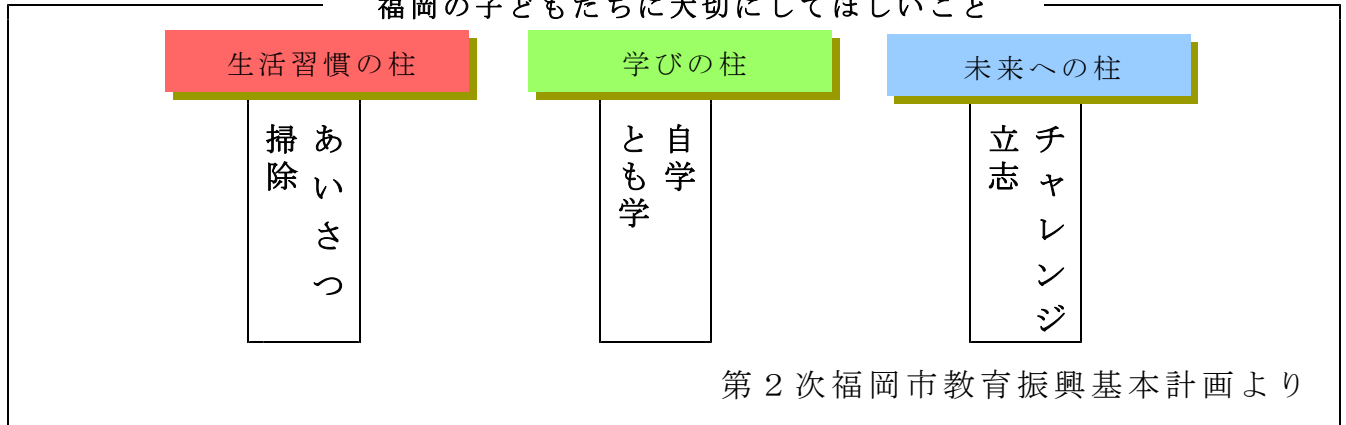 福岡の子どもたちに大切にしてほしいこと
生活習慣の柱
あいさつ
掃除
学びの柱
自学
とも学
未来への柱
チャレンジ
立志
第２次福岡市教育振興基本計画より